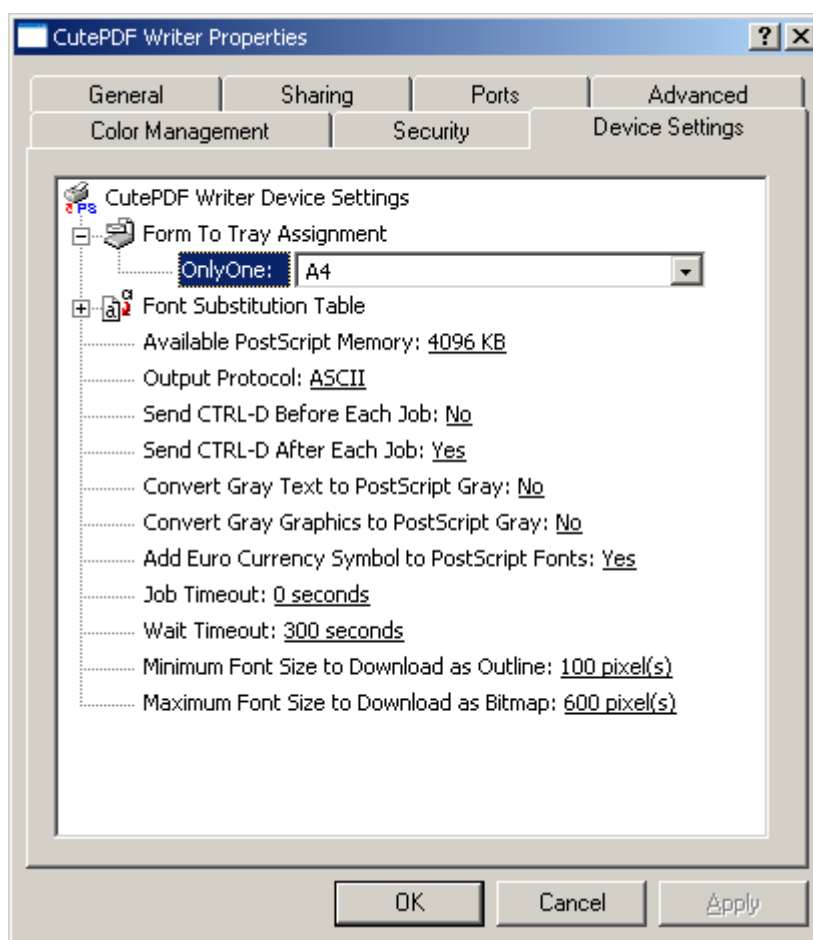 CutePDF Writer Properties
General Sharing Ports Advanced
Color Management Security Device Settings
CutePDF Writer Device Settings
Form To Tray Assignment
OnlyOne: A4
Font Substitution Table
Available PostScript Memory: 4096 KB
Output Protocol: ASCII
Send CTRL-D Before Each Job: No
Send CTRL-D After Each Job: Yes
Convert Gray Text to PostScript Gray: No
Convert Gray Graphics to PostScript Gray: No
Add Euro Currency Symbol to PostScript Fonts: Yes
Job Timeout: 0 seconds
Wait Timeout: 300 seconds
Minimum Font Size to Download as Outline: 100 pixel(s)
Maximum Font Size to Download as Bitmap: 600 pixel(s)
OK Cancel Apply